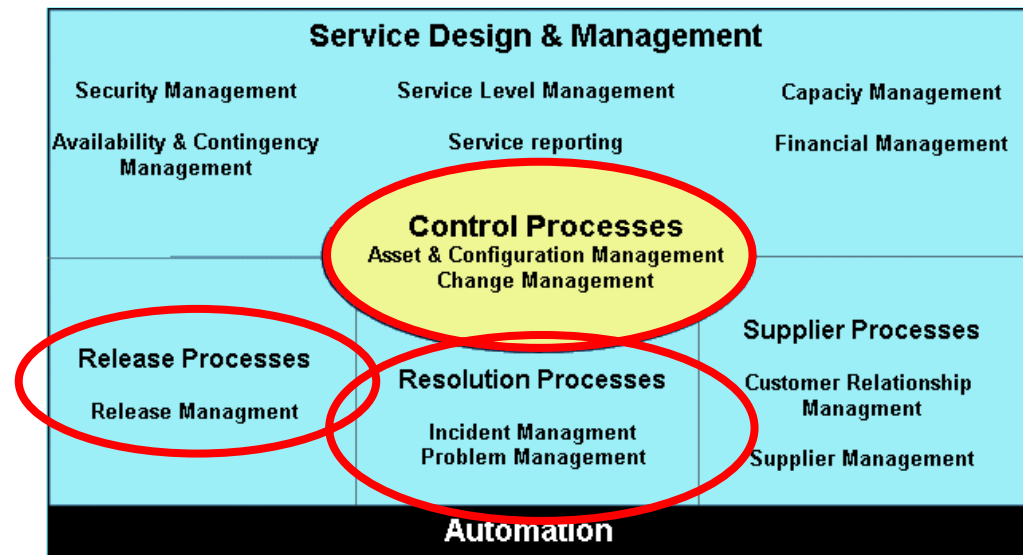 Service Design & Management
Security Management
Service Level Management
Capaciy Management
Availability & Contingency
Management
Service reporting
Financial Management
Control Processes
Asset & Configuration Management
Change Management
Release Processes
Release Managment
Resolution Processes
Incident Managment
Problem Management
Supplier Processes
Customer Relationship
Managment
Supplier Management
Automation